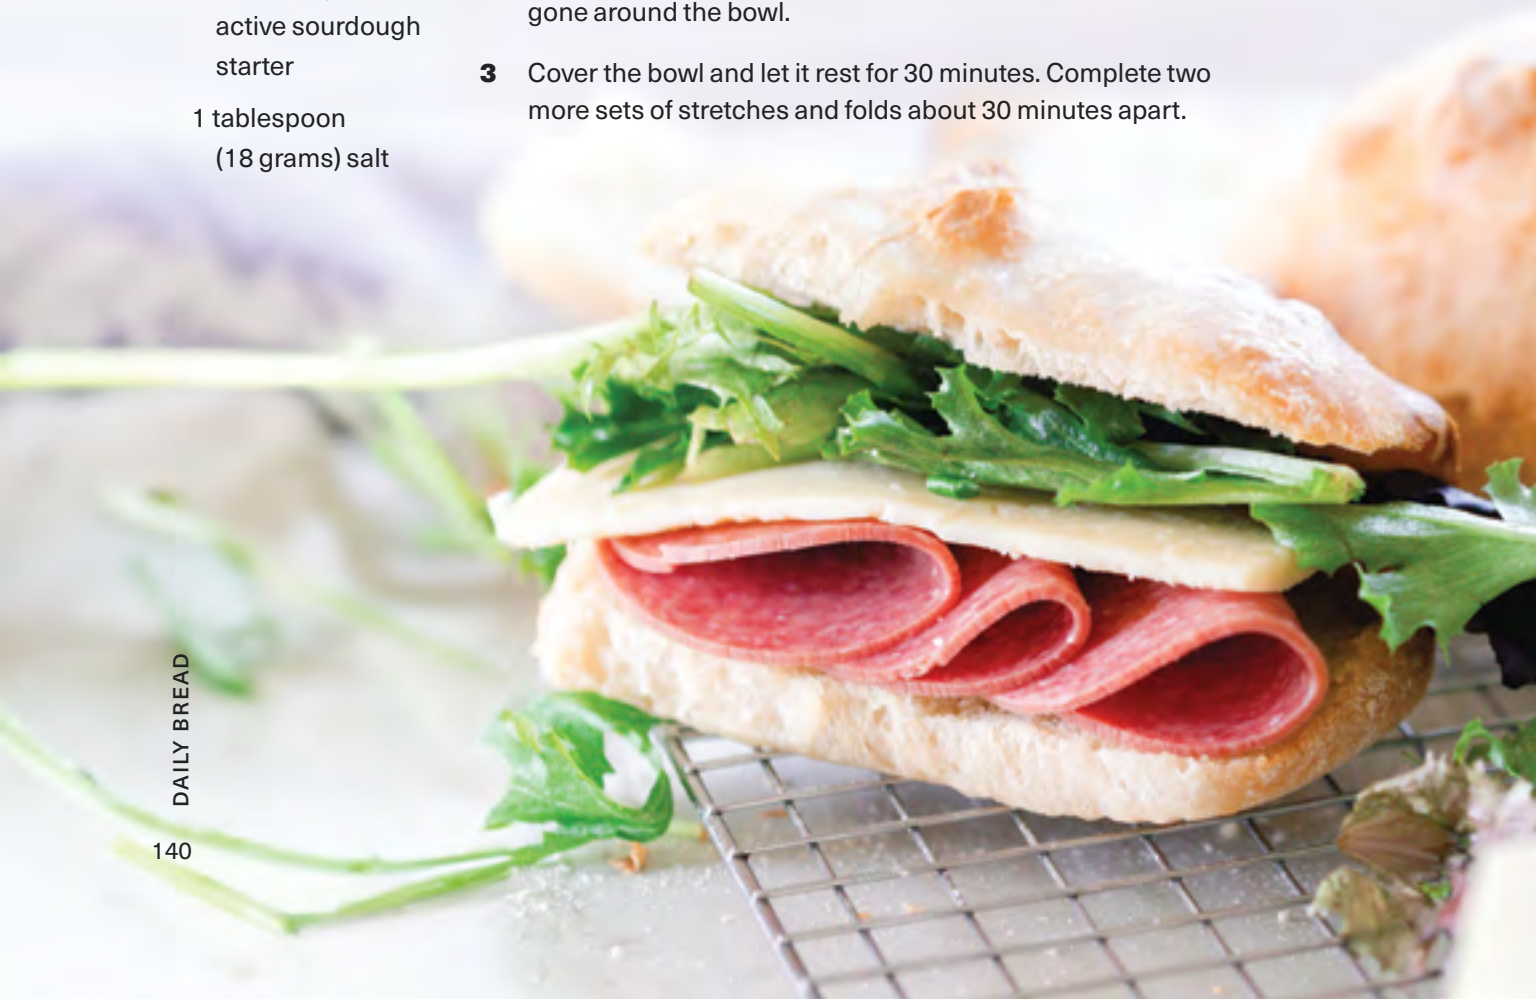 active sourdough
starter
1 tablespoon
(18 grams) salt
gone around the bowl.
3 Cover the bowl and let it rest for 30 minutes. Complete two
more sets of stretches and folds about 30 minutes apart.
DAILY BREAD
140